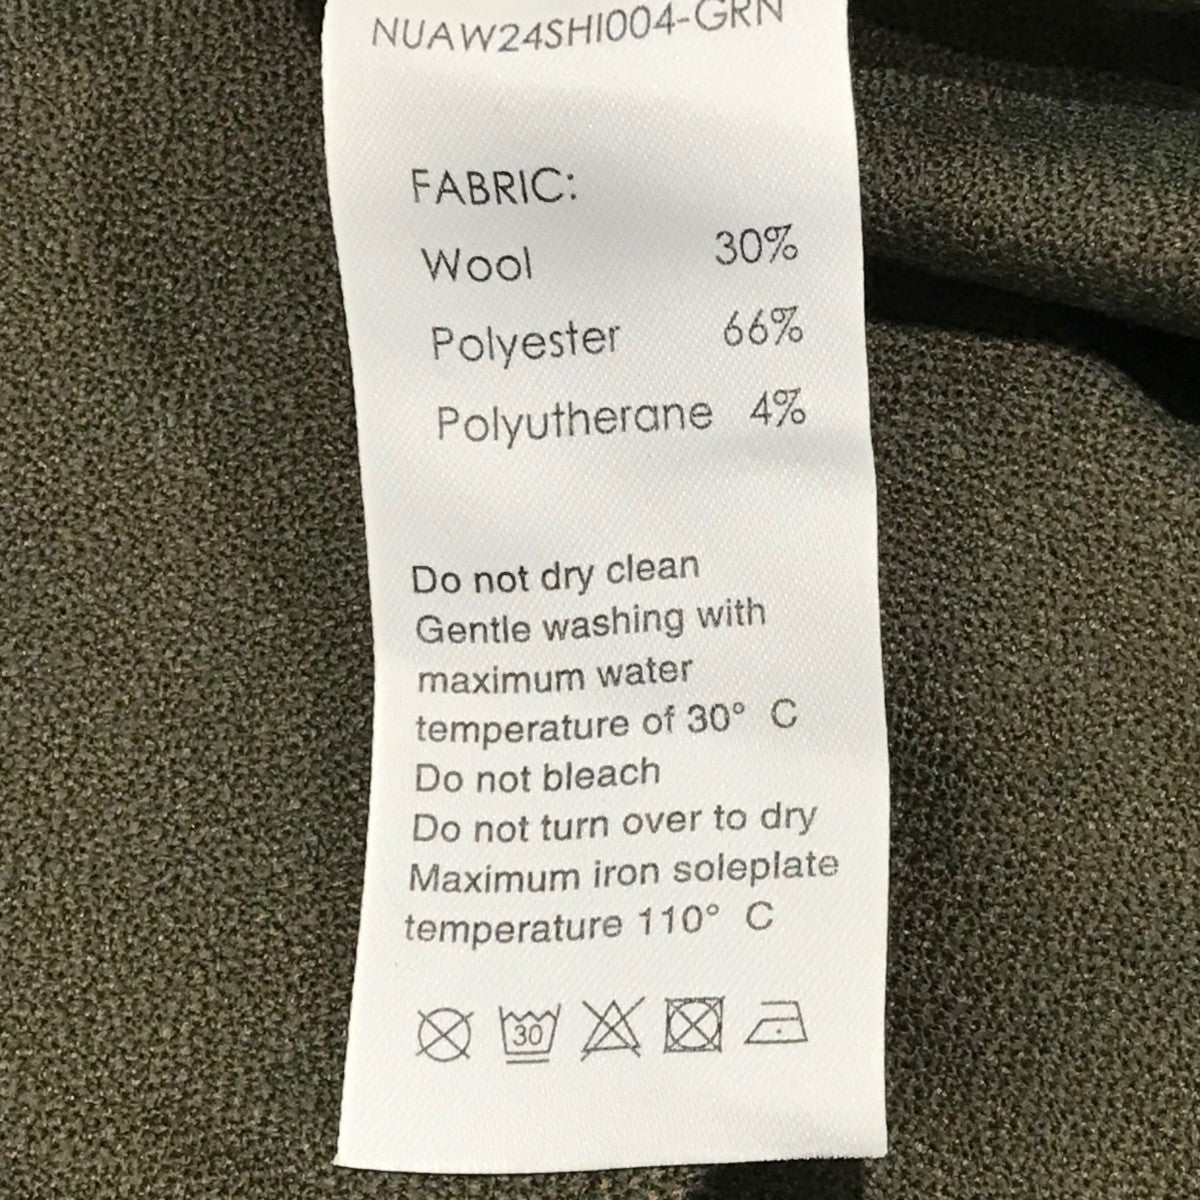 NUAW24SHI004-GRN
FABRIC:
Wool 30%
Polyester 66%
Polyutherane 4%
Do not dry clean
Gentle washing with
maximum water
temperature of 30° C
Do not bleach
Do not turn over to dry
Maximum iron soleplate
temperature 110° C
30